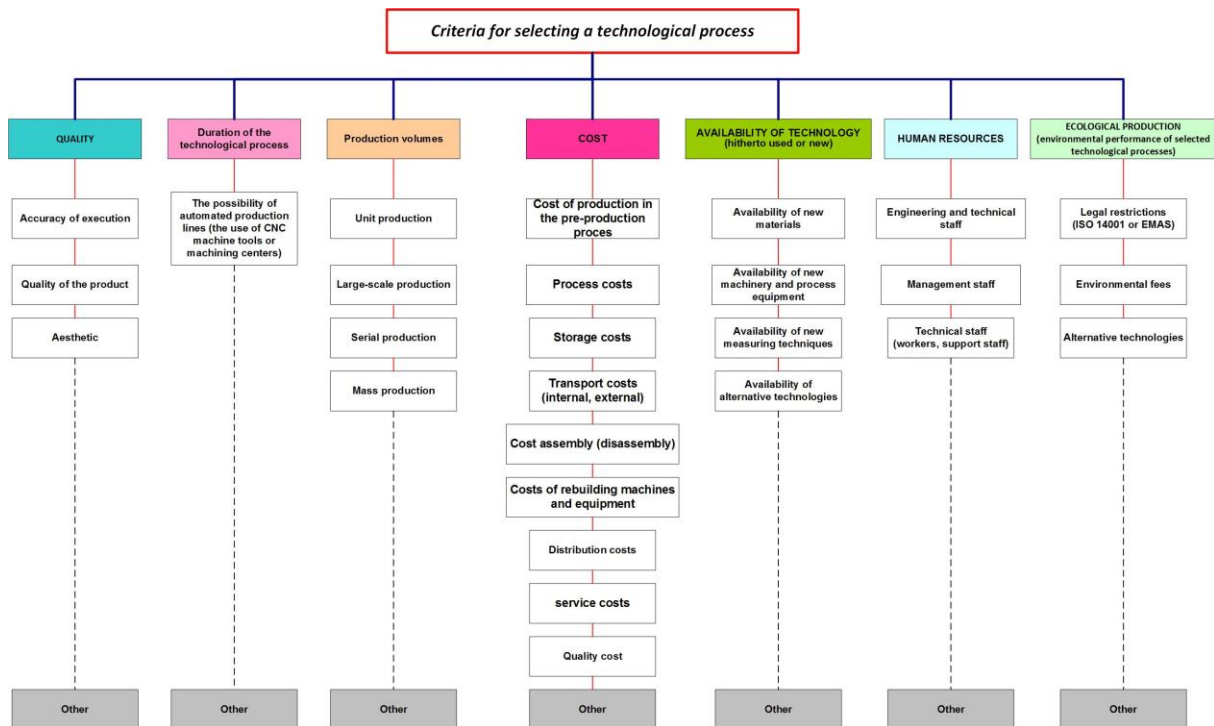 Criteria for selecting a technological process
QUALITY
Accuracy of execution
Quality of the product
Aesthetic
Other
Duration of the
technological process
The possibility of
automated production
lines (the use of CNC
machine tools or
machining centers)
Other
Production volumes
Unit production
Large-scale production
Serial production
Mass production
Other
COST
Cost of production in
the pre-production
proces
Process costs
Storage costs
Transport costs
(internal, external)
Cost assembly (disassembly)
Costs of rebuilding machines
and equipment
Distribution costs
service costs
Quality cost
Other
AVAILABILITY OF TECHNOLOGY
(hitherto used or new)
Availability of new
materials
Availability of new
machinery and process
equipment
Availability of new
measuring techniques
Availability of
alternative technologies
Other
HUMAN RESOURCES
Engineering and technical
staff
Management staff
Technical staff
(workers, support staff)
Other
ECOLOGICAL PRODUCTION
(environmental performance of selected
technological processes)
Legal restrictions
(ISO 14001 or EMAS)
Environmental fees
Alternative technologies
Other